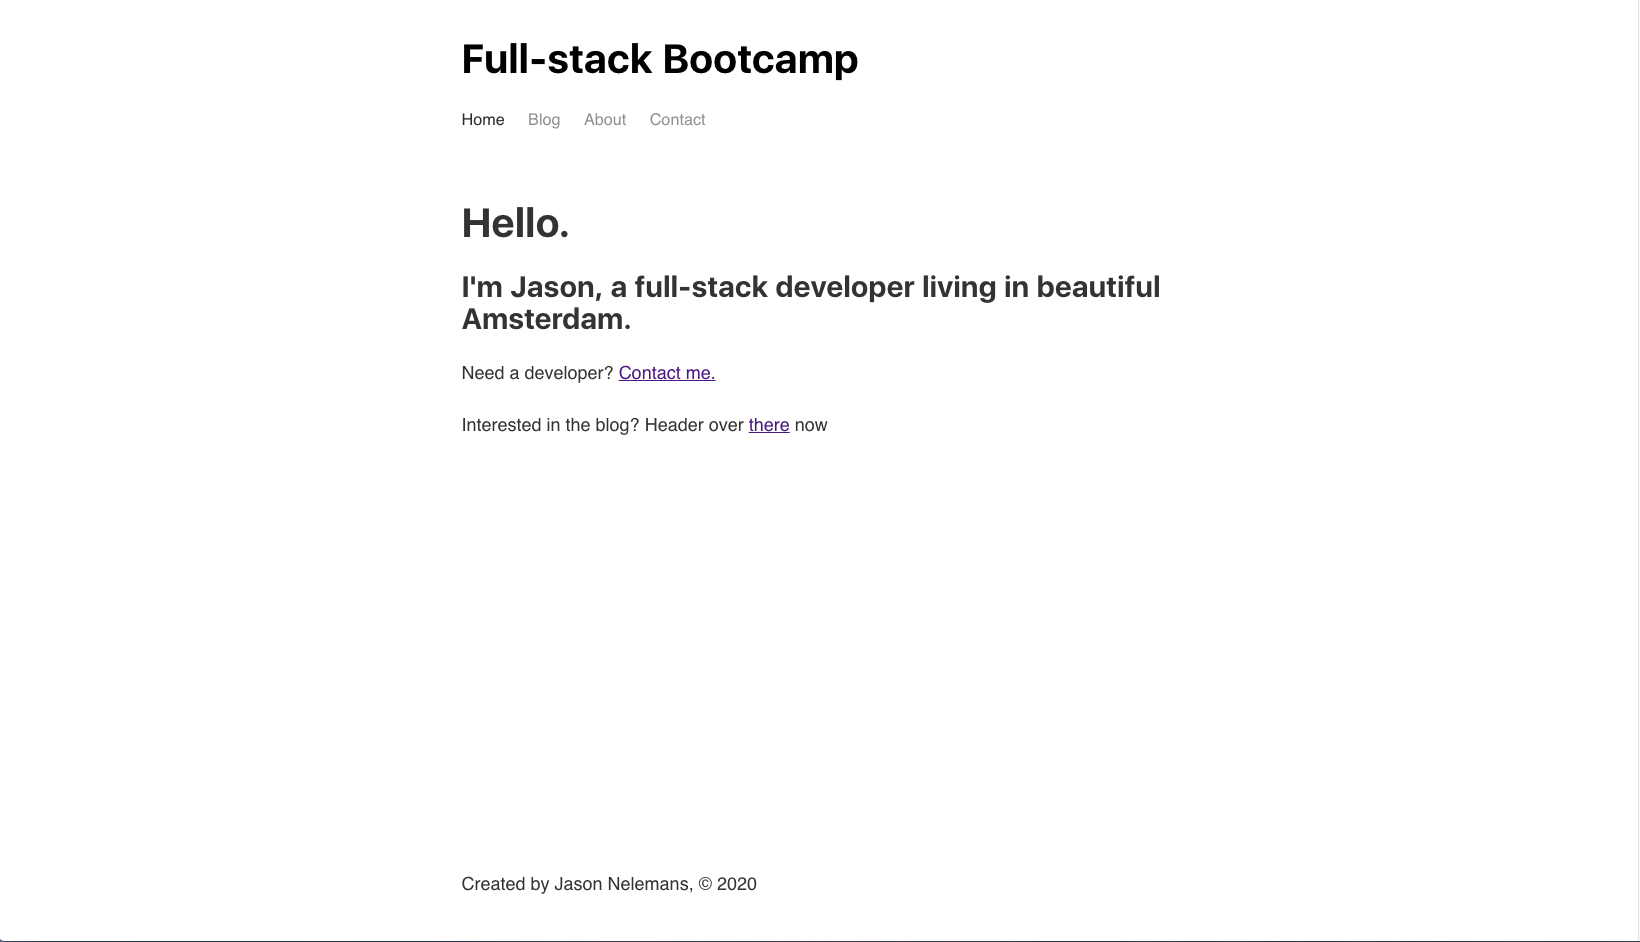 Full-stack Bootcamp
Home Blog About Contact
Hello.
I'm Jason, a full-stack developer living in beautiful
Amsterdam.
Need a developer? Contact me.
Interested in the blog? Header over there now
Created by Jason Nelemans, © 2020